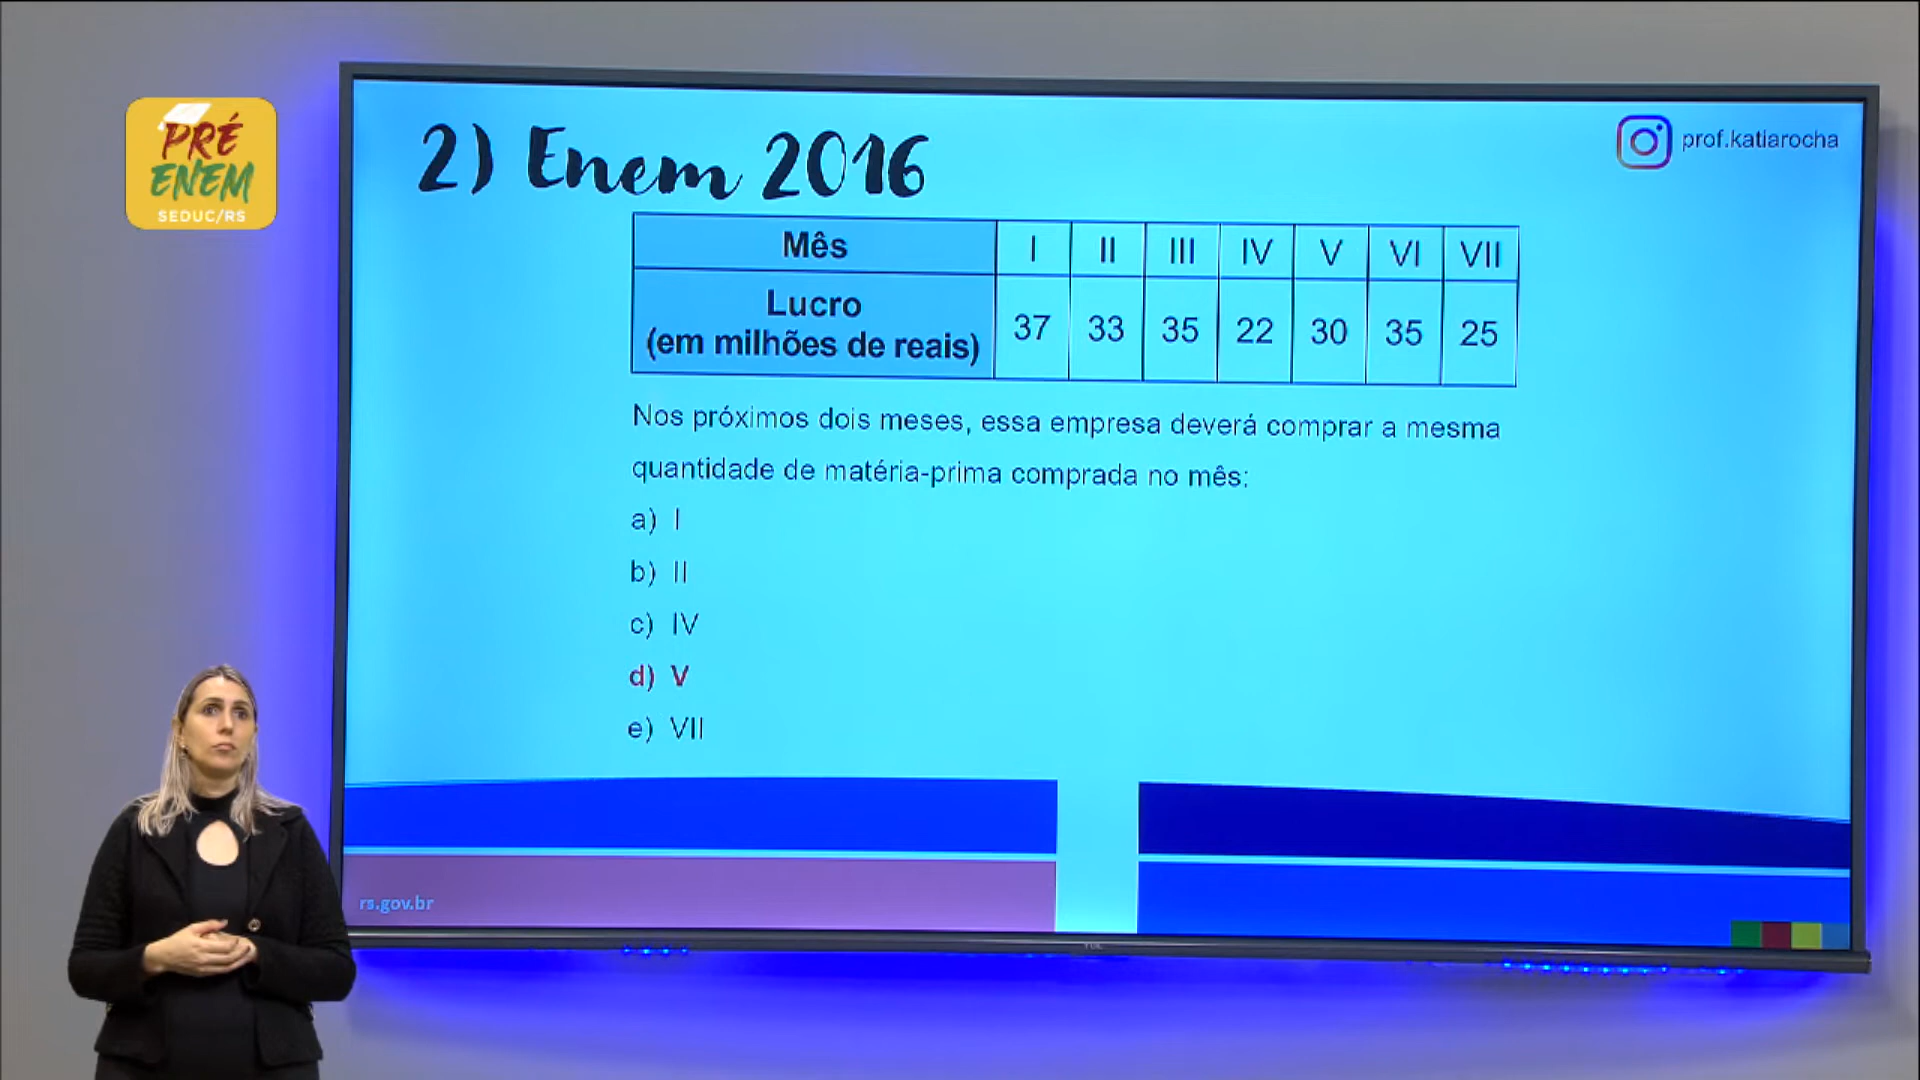 PRÉ
ENEM
SEDUC/RS
2) Enem 2016
prof.katiarocha
Mês I II III IV V VI VII
Lucro
(em milhões de reais) 37 33 35 22 30 35 25
Nos próximos dois meses, essa empresa deverá comprar a mesma
quantidade de matéria-prima comprada no mês:
a) I
b) II
c) IV
d) V
e) VII
rs.gov.br
TCL